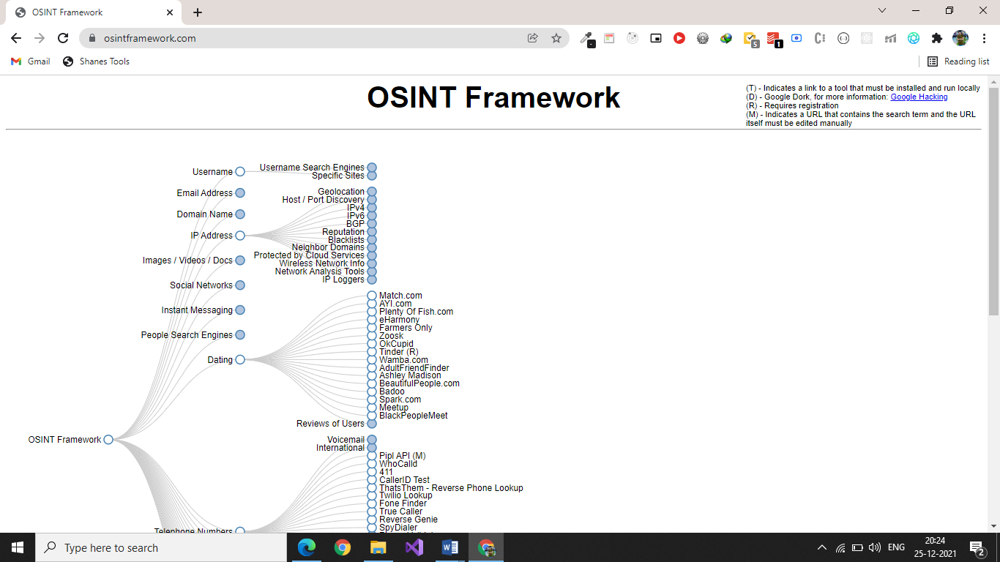 OSINT Framework
osintframework.com
5
1
Gmail
Shanes Tools
Reading list
OSINT Framework
(T) - Indicates a link to a tool that must be installed and run locally
(D) - Google Dork, for more information: Google Hacking
(R) - Requires registration
(M) - Indicates a URL that contains the search term and the URL
itself must be edited manually
Username
Username Search Engines
Specific Sites
Email Address
Domain Name
IP Address
Geolocation
Host / Port Discovery
IPv4
IPv6
BGP
Reputation
Blacklists
Neighbor Domains
Protected by Cloud Services
Wireless Network Info
Network Analysis Tools
IP Loggers
Images / Videos / Docs
Social Networks
Instant Messaging
People Search Engines
Dating
Match.com
AYI.com
Plenty Of Fish.com
eHarmony
Farmers Only
Zoosk
OkCupid
Tinder (R)
Wamba.com
AdultFriendFinder
Ashley Madison
BeautifulPeople.com
Badoo
Spark.com
Meetup
BlackPeopleMeet
Reviews of Users
OSINT Framework
Voicemail
International
Pipl API (M)
WhoCalld
411
CallerID Test
ThatsThem - Reverse Phone Lookup
Twilio Lookup
Fone Finder
True Caller
Reverse Genie
SpyDialer
Telephone Numbers
Type here to search
ENG
20:24
25-12-2021
2